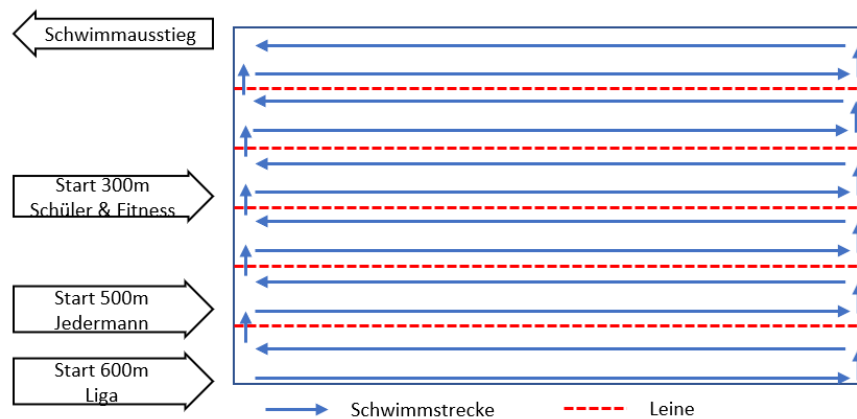 Schwimmausstieg
Start 300m
Schüler & Fitness
Start 500m
Jedermann
Start 600m
Liga
Schwimmstrecke
Leine